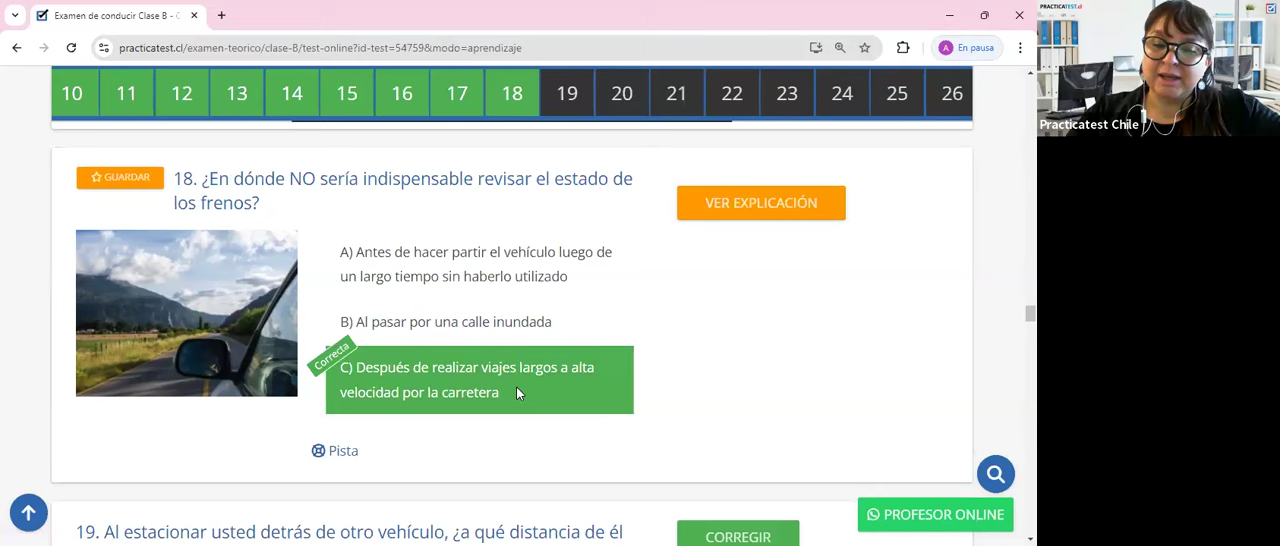 Examen de conducir Clase B - C
practicatest.cl/examen-teorico/clase-B/test-online?id-test=54759&modo=aprendizaje
A En pausa
PRACTICATEST.cl
Practicatest Chile
10 11 12 13 14 15 16 17 18 19 20 21 22 23 24 25 26
GUARDAR
18. ¿En dónde NO sería indispensable revisar el estado de
los frenos?
VER EXPLICACIÓN
A) Antes de hacer partir el vehículo luego de
un largo tiempo sin haberlo utilizado
B) Al pasar por una calle inundada
Correcta
C) Después de realizar viajes largos a alta
velocidad por la carretera
Pista
PROFESOR ONLINE
19. Al estacionar usted detrás de otro vehículo, ¿a qué distancia de él
CORREGIR